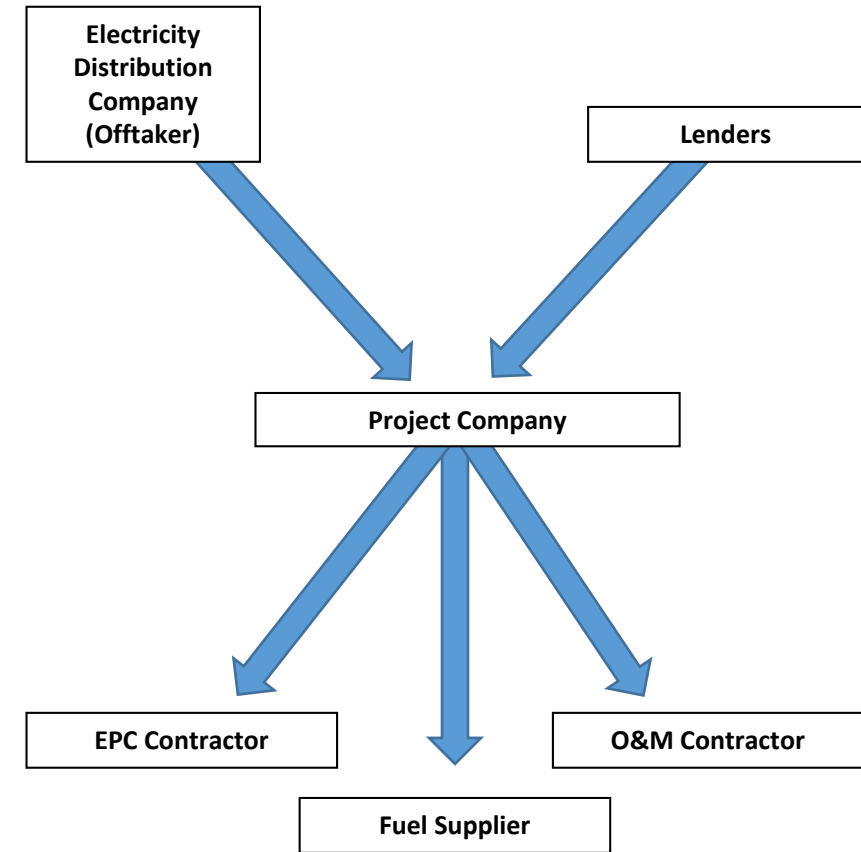 Electricity
Distribution
Company
(Offtaker)
Lenders
Project Company
EPC Contractor
O&M Contractor
Fuel Supplier